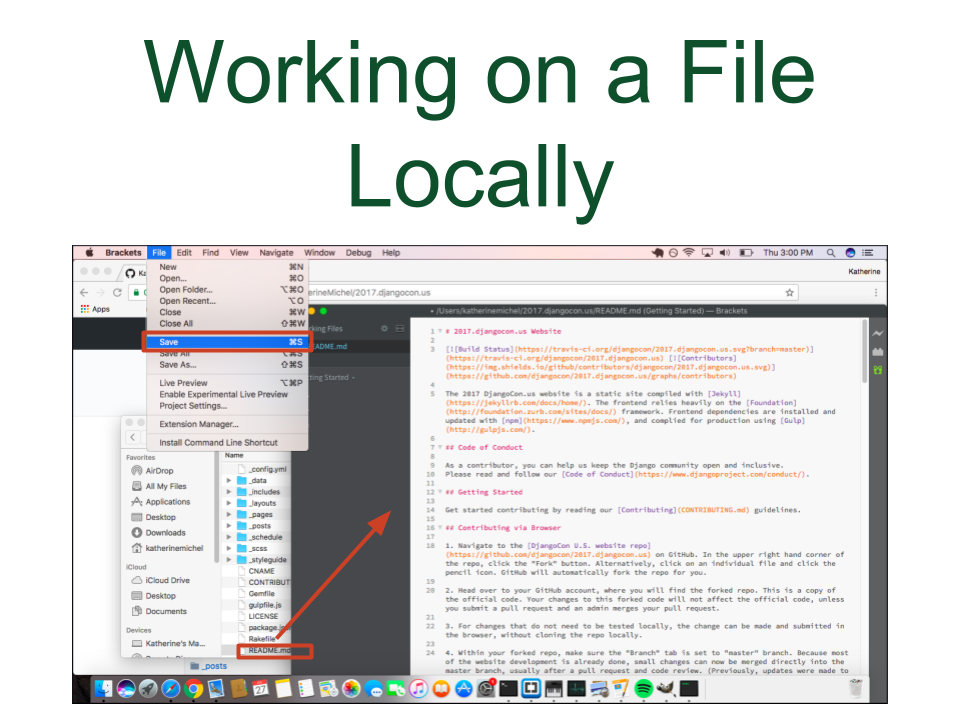 Working on a File
Locally
Brackets File Edit Find View Navigate Window Debug Help
Thu 3:00 PM
Katherine
Apps
erineMichel/2017.djangocon.us
New ⌘N
Open... ⌘O
Open Folder... ⌥⌘O
Open Recent... ⌥O
Close ⌘W
Close All ⇧⌘W
Save ⌘S
Save All ⌥⌘S
Save As... ⇧⌘S
Live Preview ⌥⌘P
Enable Experimental Live Preview
Project Settings...
Extension Manager...
Install Command Line Shortcut
• /Users/katherinemichel/2017.djangocon.us/README.md (Getting Started) — Brackets
rking Files
EADME.md
tting Started
1 # 2017.djangocon.us Website
2
3 [![Build Status](https://travis-ci.org/djangocon/2017.djangocon.us.svg?branch=master)]
(https://travis-ci.org/djangocon/2017.djangocon.us) [![Contributors]
(https://img.shields.io/github/contributors/djangocon/2017.djangocon.us.svg)]
(https://github.com/djangocon/2017.djangocon.us/graphs/contributors)
4
5 The 2017 DjangoCon.us website is a static site compiled with [Jekyll]
(https://jekyllrb.com/docs/home/). The frontend relies heavily on the [Foundation]
(http://foundation.zurb.com/sites/docs/) framework. Frontend dependencies are installed and
updated with [npm](https://www.npmjs.com/), and complied for production using [Gulp]
(http://gulpjs.com/).
6
7 ## Code of Conduct
8
9 As a contributor, you can help us keep the Django community open and inclusive.
10 Please read and follow our [Code of Conduct](https://www.djangoproject.com/conduct/).
11
12 ## Getting Started
13
14 Get started contributing by reading our [Contributing](CONTRIBUTING.md) guidelines.
15
16 ## Contributing via Browser
17
18 1. Navigate to the [DjangoCon U.S. website repo]
(https://github.com/djangocon/2017.djangocon.us) on GitHub. In the upper right hand corner of
the repo, click the "Fork" button. Alternatively, click on an individual file and click the
pencil icon. GitHub will automatically fork the repo for you.
19
20 2. Head over to your GitHub account, where you will find the forked repo. This is a copy of
the official code. Your changes to this forked code will not affect the official code, unless
you submit a pull request and an admin merges your pull request.
21
22 3. For changes that do not need to be tested locally, the change can be made and submitted in
the browser, without cloning the repo locally.
23
24 4. Within your forked repo, make sure the "Branch" tab is set to "master" branch. Because most
of the website development is already done, small changes can now be merged directly into the
master branch, usually after a pull request and code review. (Previously, updates were made to
Favorites
AirDrop
All My Files
Applications
Desktop
Downloads
katherinemichel
iCloud
iCloud Drive
Desktop
Documents
Devices
Katherine's Ma...
Name
_config.yml
_data
_includes
_layouts
_pages
_posts
_schedule
_scss
_styleguide
CNAME
CONTRIBUT
Gemfile
gulpfile.js
LICENSE
package.js
Rakefile
README.md
_posts
27